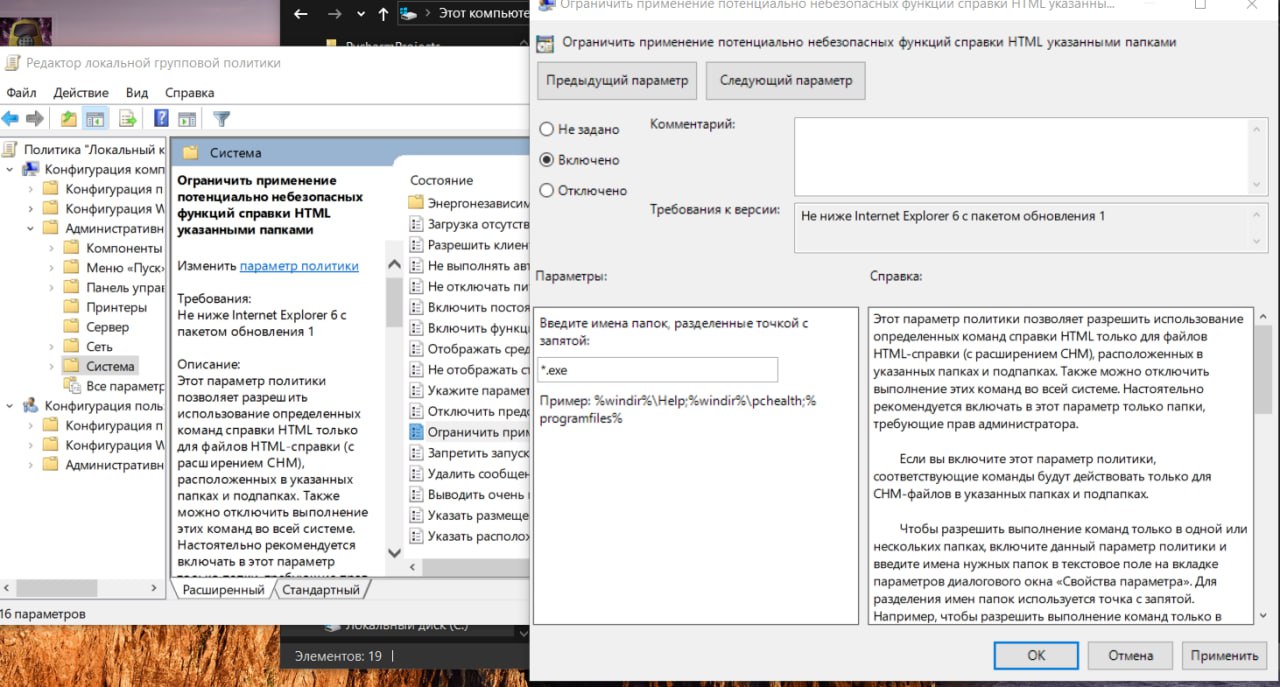 Этот компьюте
Редактор локальной групповой политики
Файл Действие Вид Справка
Политика "Локальный к
Конфигурация комп
Конфигурация п
Конфигурация W
Административн
Компоненты
Меню «Пуск»
Панель упра
Принтеры
Сервер
Сеть
Система
Все парамет
Конфигурация поль
Конфигурация п
Конфигурация W
Административн
16 параметров
Система
Ограничить применение
потенциально небезопасных
функций справки HTML
указанными папками
Изменить параметр политики
Требования:
Не ниже Internet Explorer 6 с
пакетом обновления 1
Описание:
Этот параметр политики
позволяет разрешить
использование определенных
команд справки HTML только
для файлов HTML-справки (с
расширением CHM),
расположенных в указанных
папках и подпапках. Также
можно отключить выполнение
этих команд во всей системе.
Настоятельно рекомендуется
включать в этот параметр
Состояние
Энергонезависим
Загрузка отсутств
Разрешить клиен
Не выполнять авт
Не отключать пи
Включить постоя
Включить функц
Отображать сред
Не отображать с
Укажите парамет
Отключить предо
Ограничить прим
Запретить запуск
Удалить сообщен
Выводить очень
Указать размеще
Указать располож
Расширенный Стандартный
Локальный диск (C:)
Элементов: 19
Ограничить применение потенциально небезопасных функций справки HTML указанны...
Ограничить применение потенциально небезопасных функций справки HTML указанными папками
Предыдущий параметр Следующий параметр
Не задано
Включено
Отключено
Комментарий:
Требования к версии:
Не ниже Internet Explorer 6 с пакетом обновления 1
Параметры:
Введите имена папок, разделенные точкой с
запятой:
*.exe
Пример: %windir%\Help;%windir%\pchealth;%
programfiles%
Справка:
Этот параметр политики позволяет разрешить использование
определенных команд справки HTML только для файлов
HTML-справки (с расширением CHM), расположенных в
указанных папках и подпапках. Также можно отключить
выполнение этих команд во всей системе. Настоятельно
рекомендуется включать в этот параметр только папки,
требующие прав администратора.
Если вы включите этот параметр политики,
соответствующие команды будут действовать только для
CHM-файлов в указанных папках и подпапках.
Чтобы разрешить выполнение команд только в одной или
нескольких папках, включите данный параметр политики и
введите имена нужных папок в текстовое поле на вкладке
параметров диалогового окна «Свойства параметра». Для
разделения имен папок используется точка с запятой.
Например, чтобы разрешить выполнение команд только в
ОК Отмена Применить